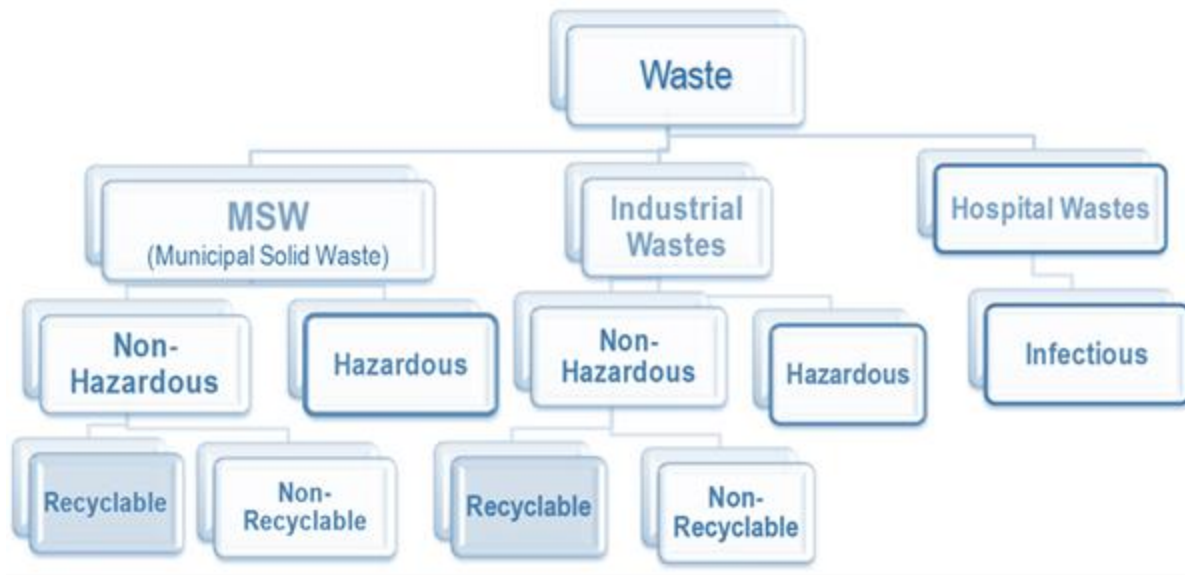 Waste
MSW
(Municipal Solid Waste)
Industrial
Wastes
Hospital Wastes
Non-
Hazardous
Hazardous
Non-
Hazardous
Hazardous
Infectious
Recyclable
Non-
Recyclable
Recyclable
Non-
Recyclable